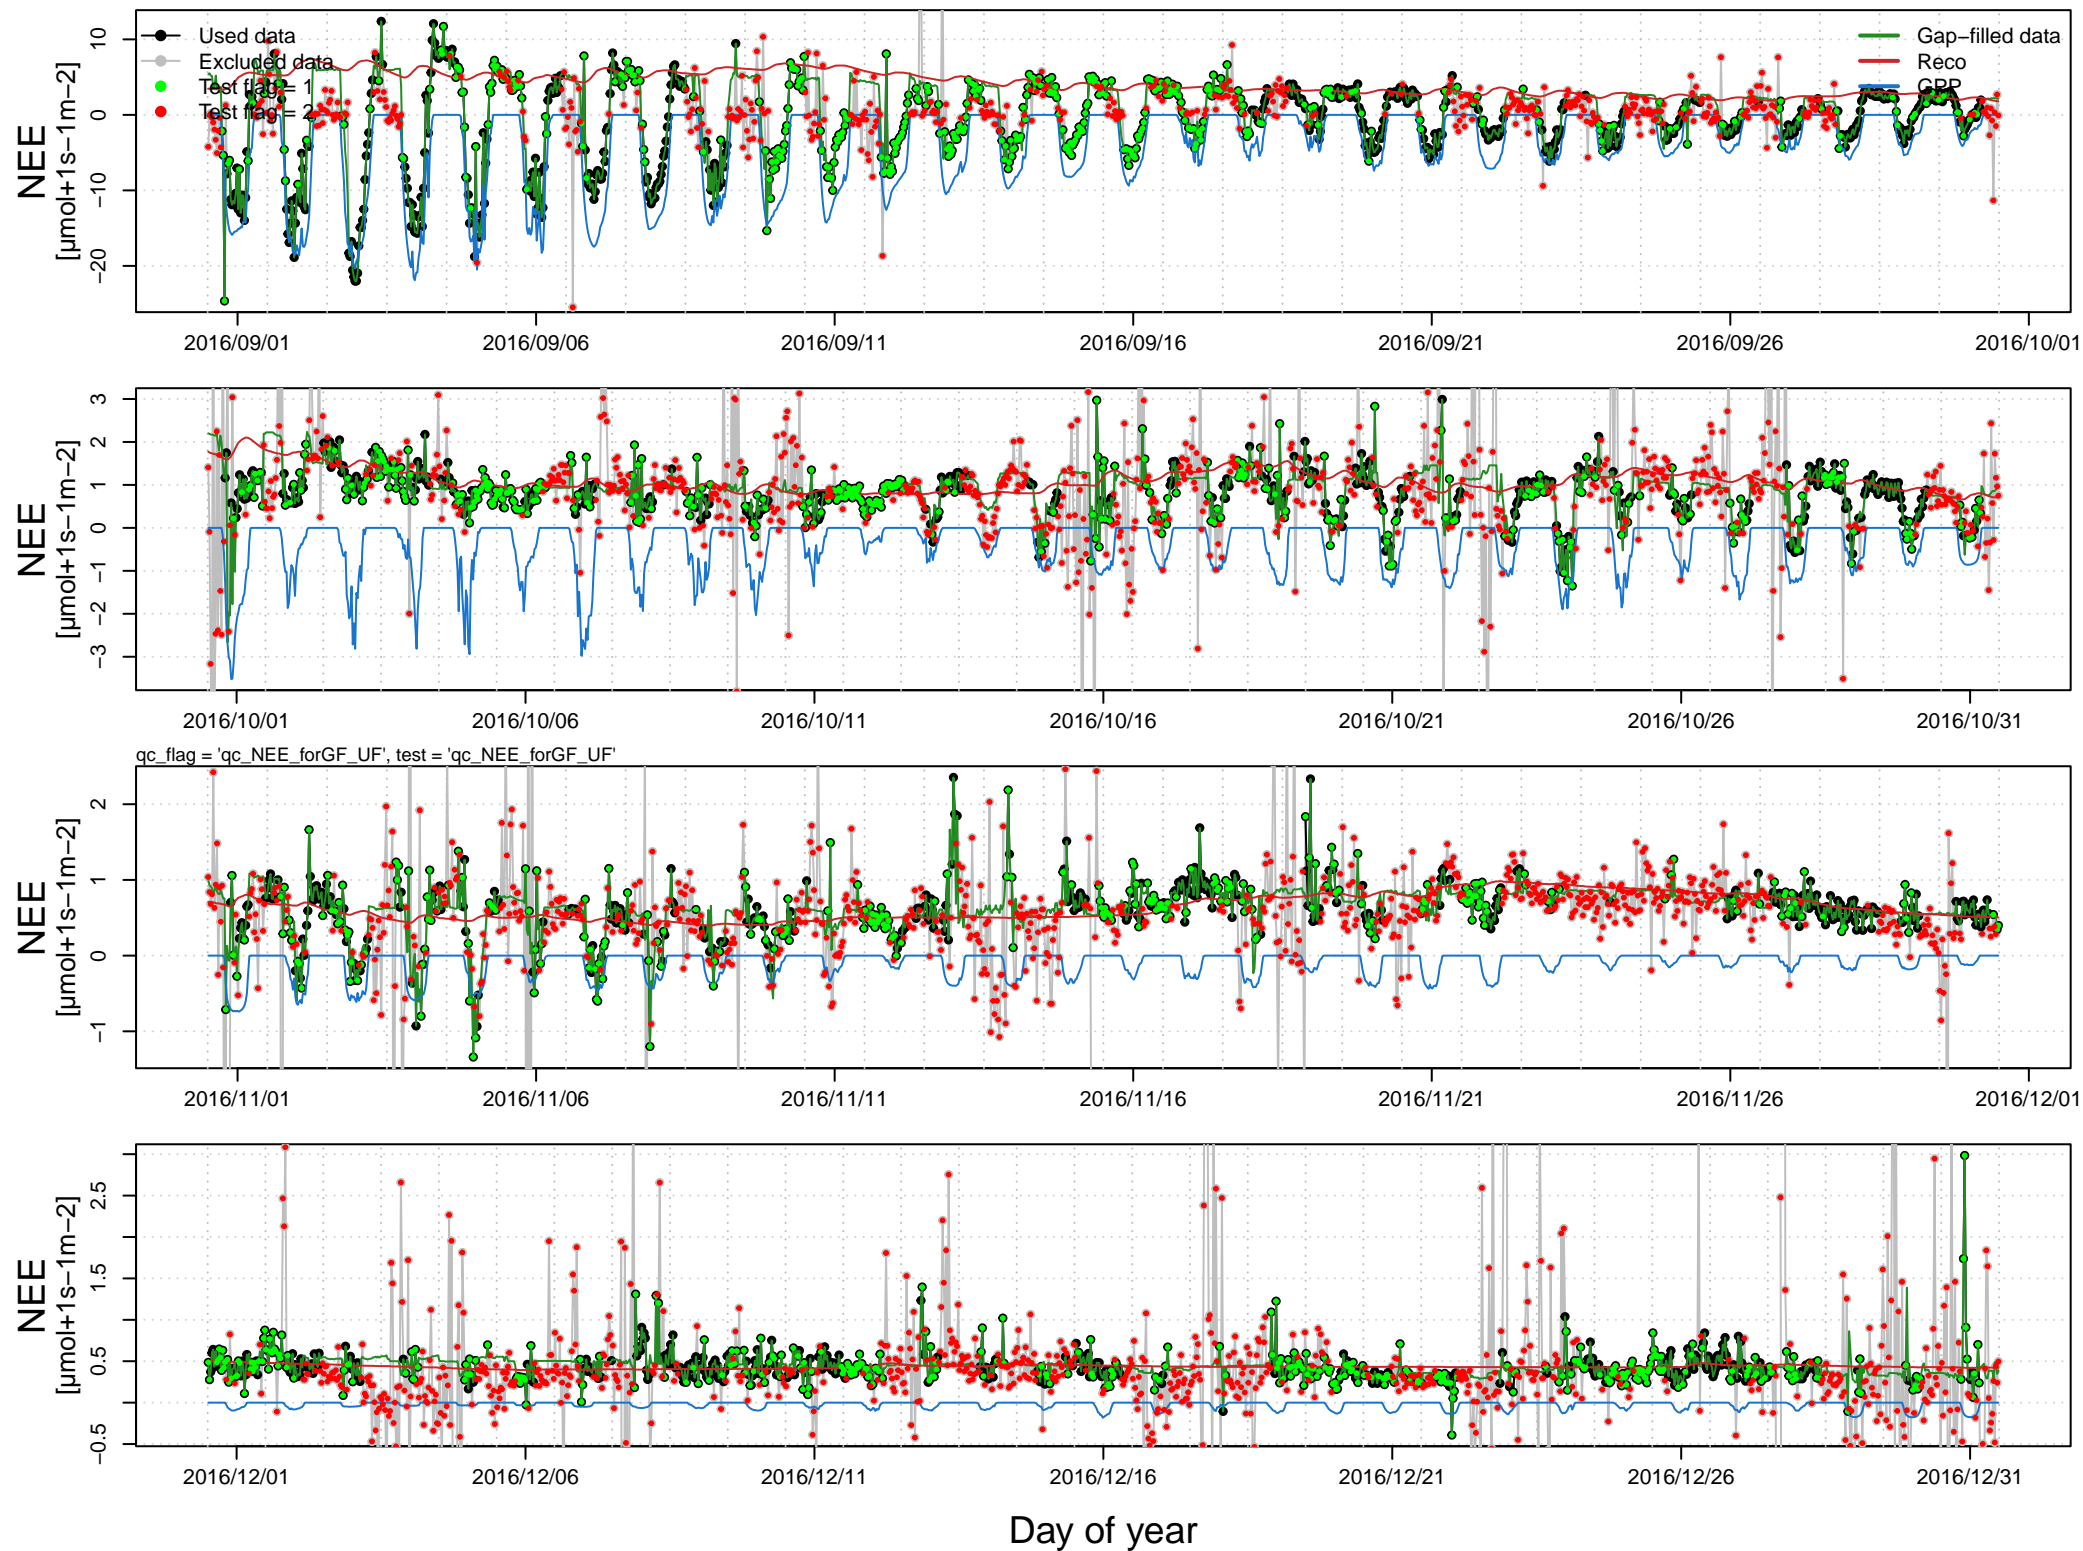 Used data
Excluded data
Test flag = 1
Test flag = 2
Gap−filled data
Reco
GPP
NEE
[µmol+1s−1m−2]
10
0
−10
−20
2016/09/01
2016/09/06
2016/09/11
2016/09/16
2016/09/21
2016/09/26
2016/10/01
NEE
[µmol+1s−1m−2]
3
2
1
0
−1
−2
−3
2016/10/01
2016/10/06
2016/10/11
2016/10/16
2016/10/21
2016/10/26
2016/10/31
qc_flag = 'qc_NEE_forGF_UF', test = 'qc_NEE_forGF_UF'
NEE
[µmol+1s−1m−2]
2
1
0
−1
2016/11/01
2016/11/06
2016/11/11
2016/11/16
2016/11/21
2016/11/26
2016/12/01
NEE
[µmol+1s−1m−2]
2.5
1.5
0.5
−0.5
2016/12/01
2016/12/06
2016/12/11
2016/12/16
2016/12/21
2016/12/26
2016/12/31
Day of year